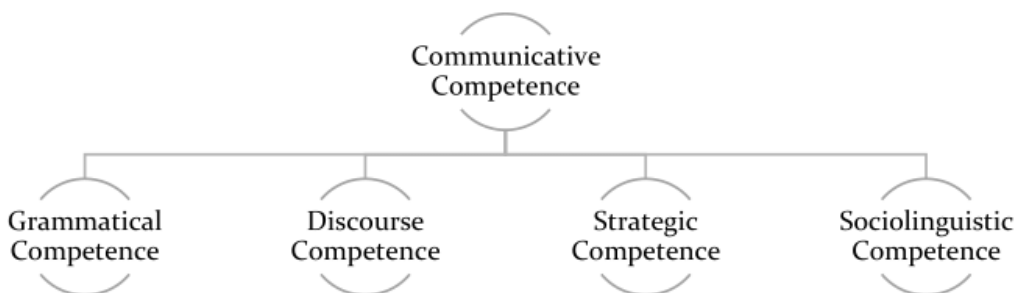 Communicative
Competence
Grammatical
Competence
Discourse
Competence
Strategic
Competence
Sociolinguistic
Competence